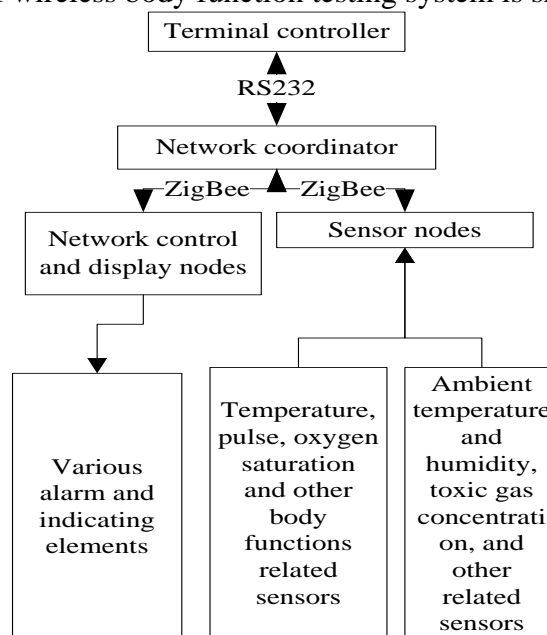 wireless body function testing system is
Terminal controller
RS232
Network coordinator
ZigBee ZigBee
Network control
and display nodes
Sensor nodes
Various
alarm and
indicating
elements
Temperature,
pulse, oxygen
saturation
and other
body
functions
related
sensors
Ambient
temperature
and
humidity,
toxic gas
concentrati
on, and
other
related
sensors